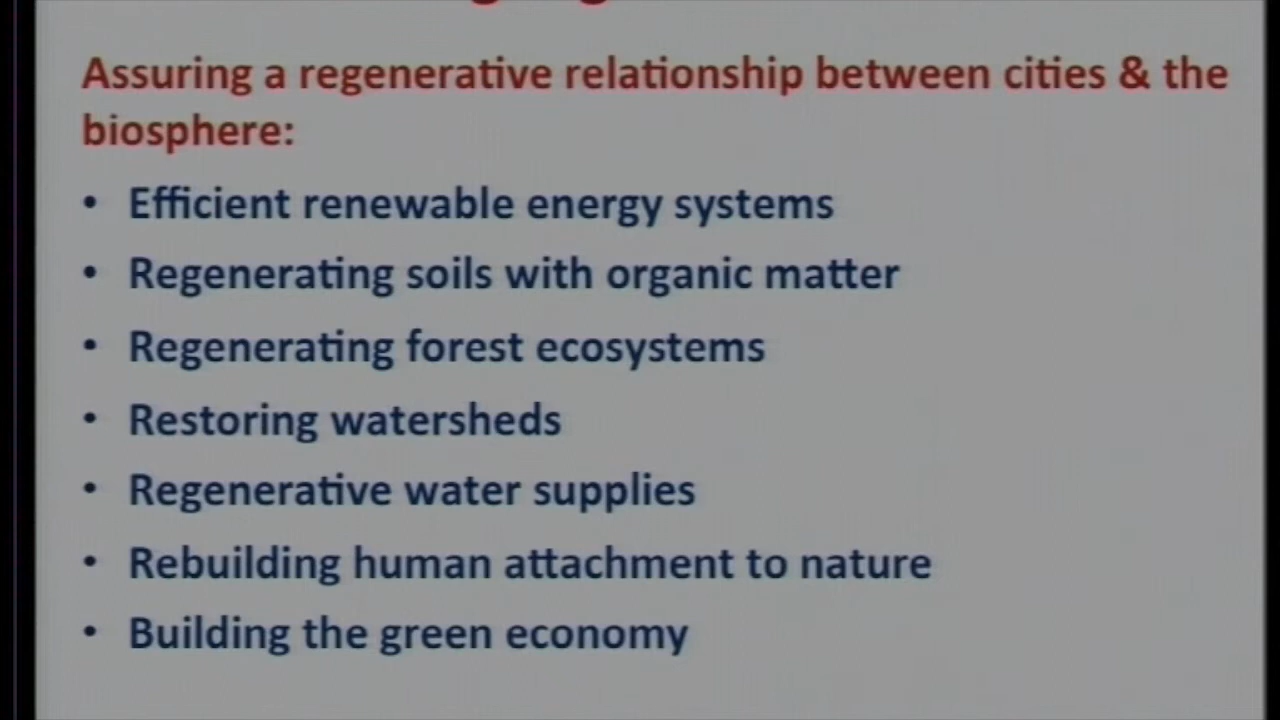 Assuring a regenerative relationship between cities & the
biosphere:
• Efficient renewable energy systems
• Regenerating soils with organic matter
• Regenerating forest ecosystems
• Restoring watersheds
• Regenerative water supplies
• Rebuilding human attachment to nature
• Building the green economy